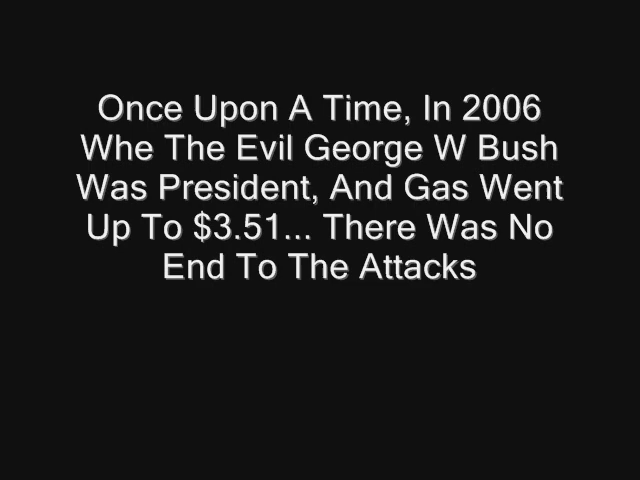 Once Upon A Time, In 2006
Whe The Evil George W Bush
Was President, And Gas Went
Up To $3.51... There Was No
End To The Attacks